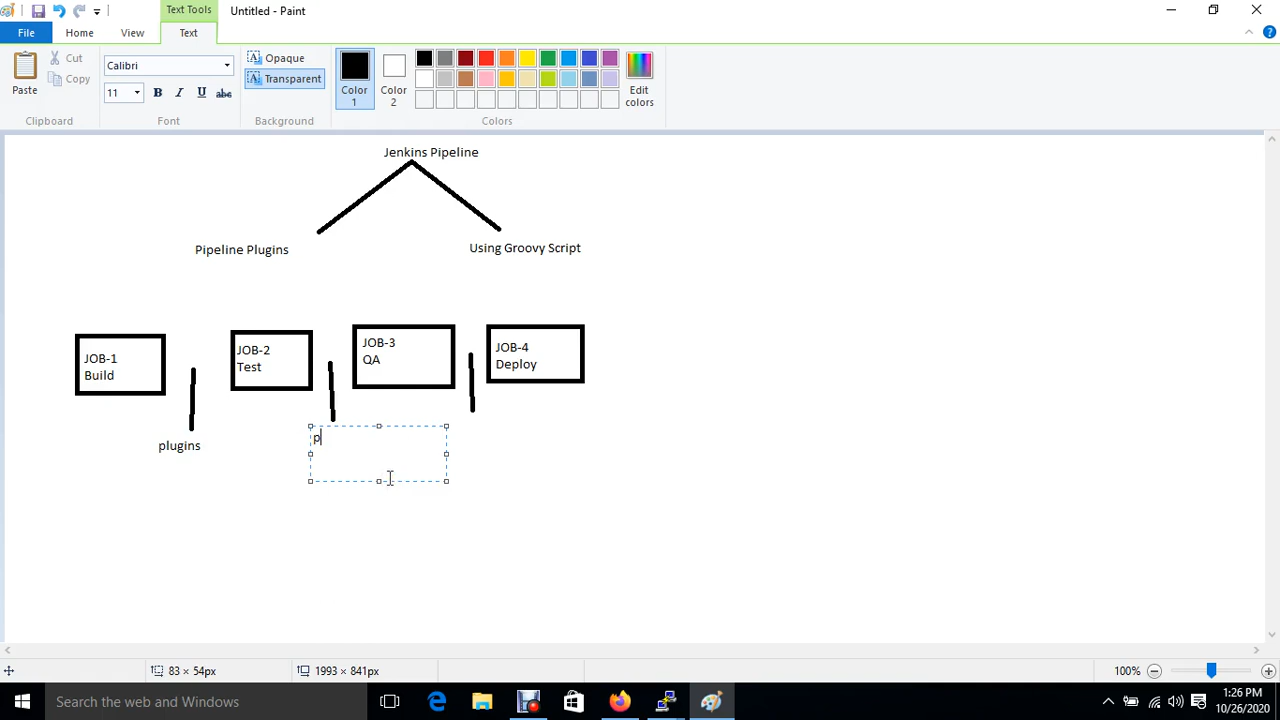 Text Tools
Untitled - Paint
File
Home
View
Text
Paste
Cut
Copy
Clipboard
Calibri
11
B I U abc
Font
A Opaque
A Transparent
Background
Color 1
Color 2
Edit colors
Colors
Jenkins Pipeline
Pipeline Plugins
Using Groovy Script
JOB-1
Build
JOB-2
Test
JOB-3
QA
JOB-4
Deploy
plugins
p
83 × 54px
1993 × 841px
100%
Search the web and Windows
1:26 PM
10/26/2020